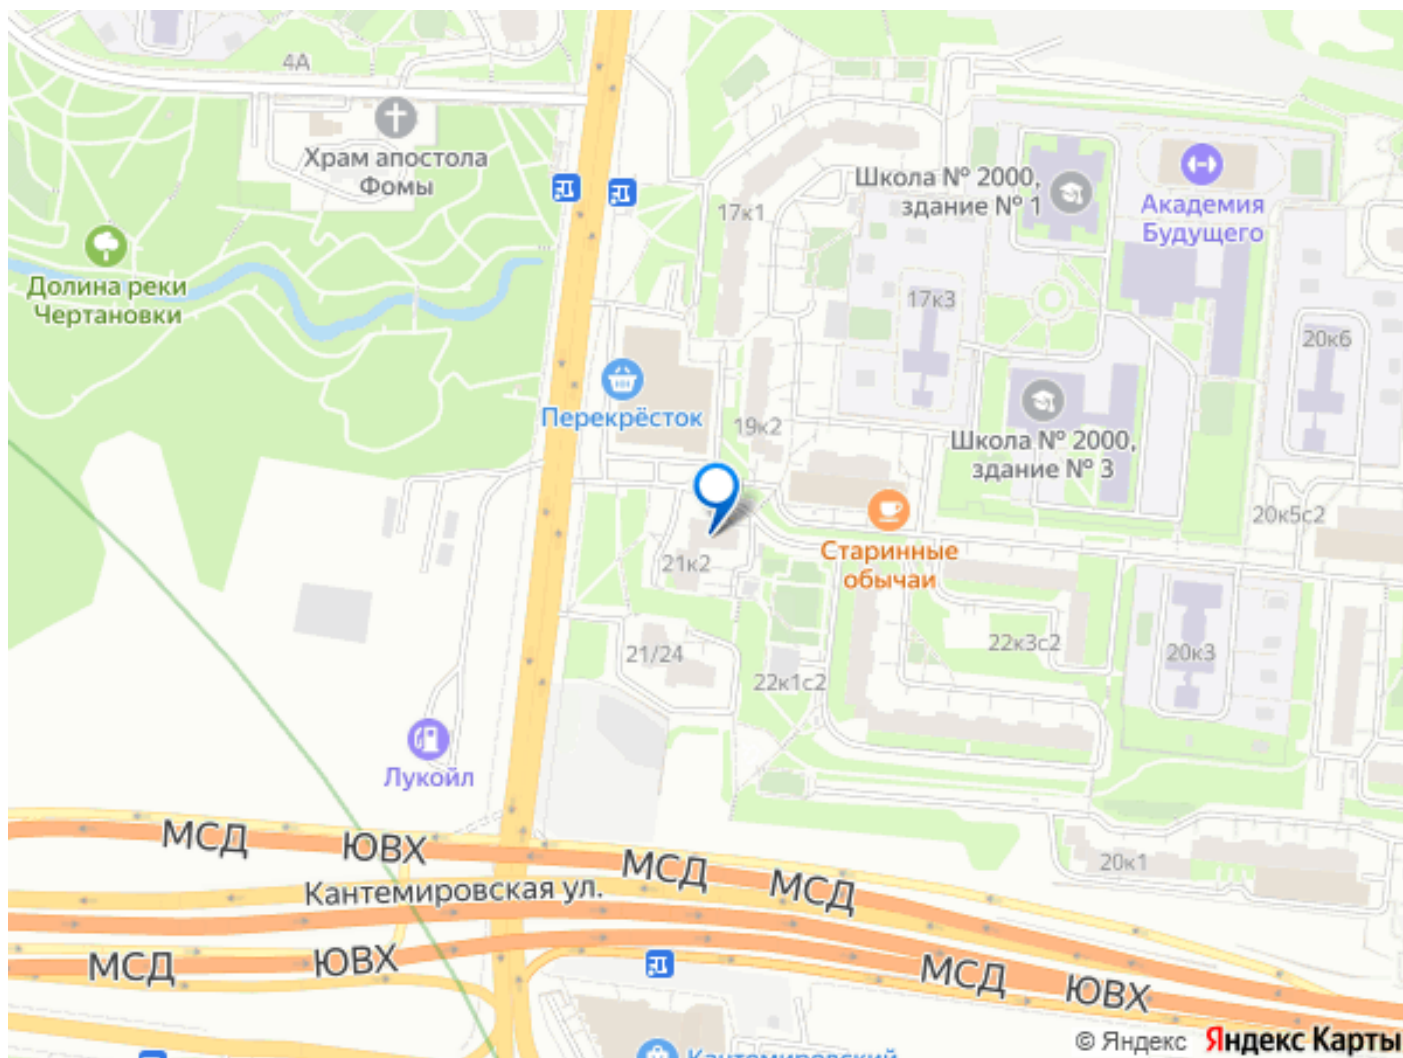 4А
Храм апостола
Фомы
Школа № 2000,
здание № 1
Академия
Будущего
17к1
Долина реки
Чертановки
17к3
20к6
Перекрёсток
19к2
Школа № 2000,
здание № 3
20к5с2
Старинные
обычаи
21к2
21/24
22к1с2
22к3с2
20к3
Лукойл
МСД
ЮВХ
МСД
МСД
20к1
Кантемировская ул.
МСД
ЮВХ
МСД
ЮВХ
Кантемировский
© Яндекс Яндекс Карты